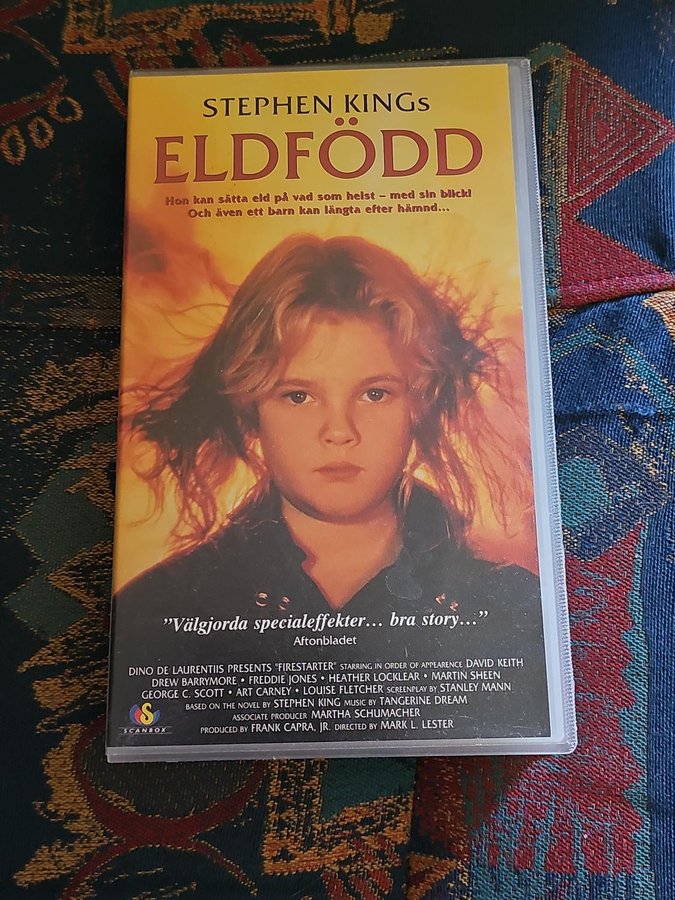 STEPHEN KINGS
ELDFÖDD
Hon kan sätta eld på vad som helst – med sin blick!
Och även ett barn kan längta efter hämnd...
"Välgjorda specialeffekter... bra story..."
Aftonbladet
DINO DE LAURENTIIS PRESENTS "FIRESTARTER" STARRING IN ORDER OF APPEARENCE DAVID KEITH
DREW BARRYMORE • FREDDIE JONES • HEATHER LOCKLEAR • MARTIN SHEEN
GEORGE C. SCOTT • ART CARNEY • LOUISE FLETCHER SCREENPLAY BY STANLEY MANN
BASED ON THE NOVEL BY STEPHEN KING MUSIC BY TANGERINE DREAM
ASSOCIATE PRODUCER MARTHA SCHUMACHER
PRODUCED BY FRANK CAPRA, JR. DIRECTED BY MARK L. LESTER
SCANBOX